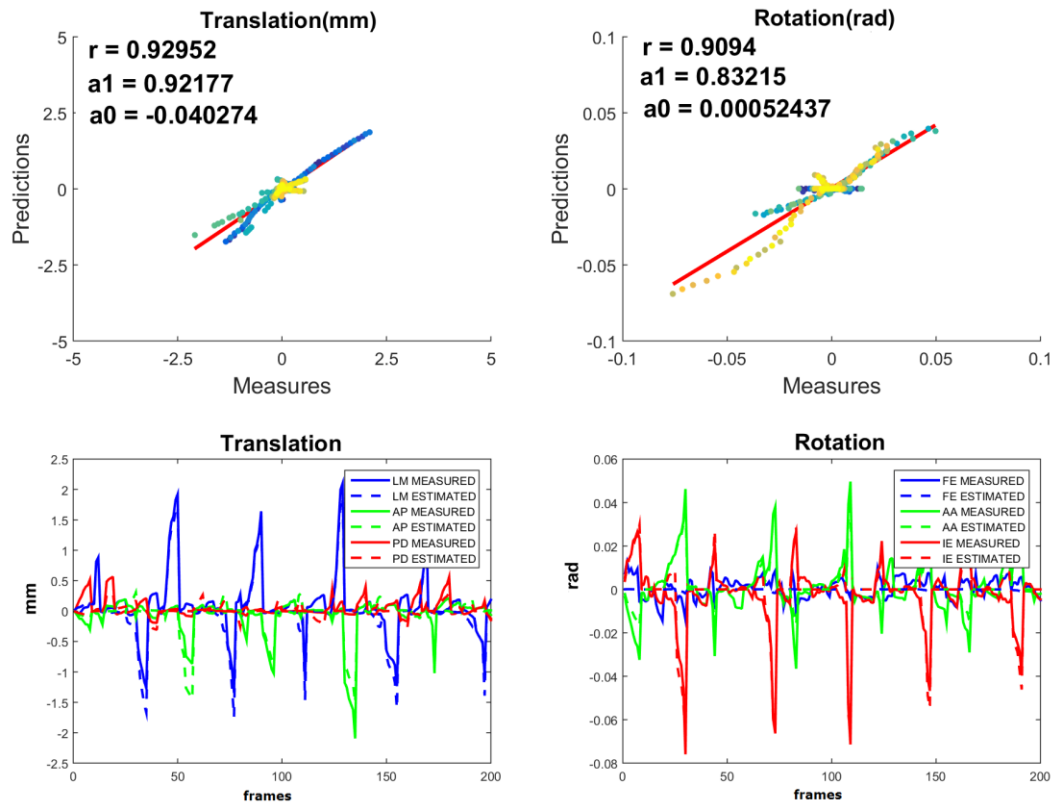 Translation(mm)
r = 0.92952
a1 = 0.92177
a0 = -0.040274
Predictions
5
2.5
0
-2.5
-5
-5
-2.5
0
2.5
5
Measures
Rotation(rad)
r = 0.9094
a1 = 0.83215
a0 = 0.00052437
Predictions
0.1
0.05
0
-0.05
-0.1
-0.1
-0.05
0
0.05
0.1
Measures
Translation
mm
2.5
2
1.5
1
0.5
0
-0.5
-1
-1.5
-2
-2.5
0
50
100
150
200
frames
LM MEASURED
LM ESTIMATED
AP MEASURED
AP ESTIMATED
PD MEASURED
PD ESTIMATED
Rotation
rad
0.06
0.04
0.02
0
-0.02
-0.04
-0.06
-0.08
0
50
100
150
200
frames
FE MEASURED
FE ESTIMATED
AA MEASURED
AA ESTIMATED
IE MEASURED
IE ESTIMATED